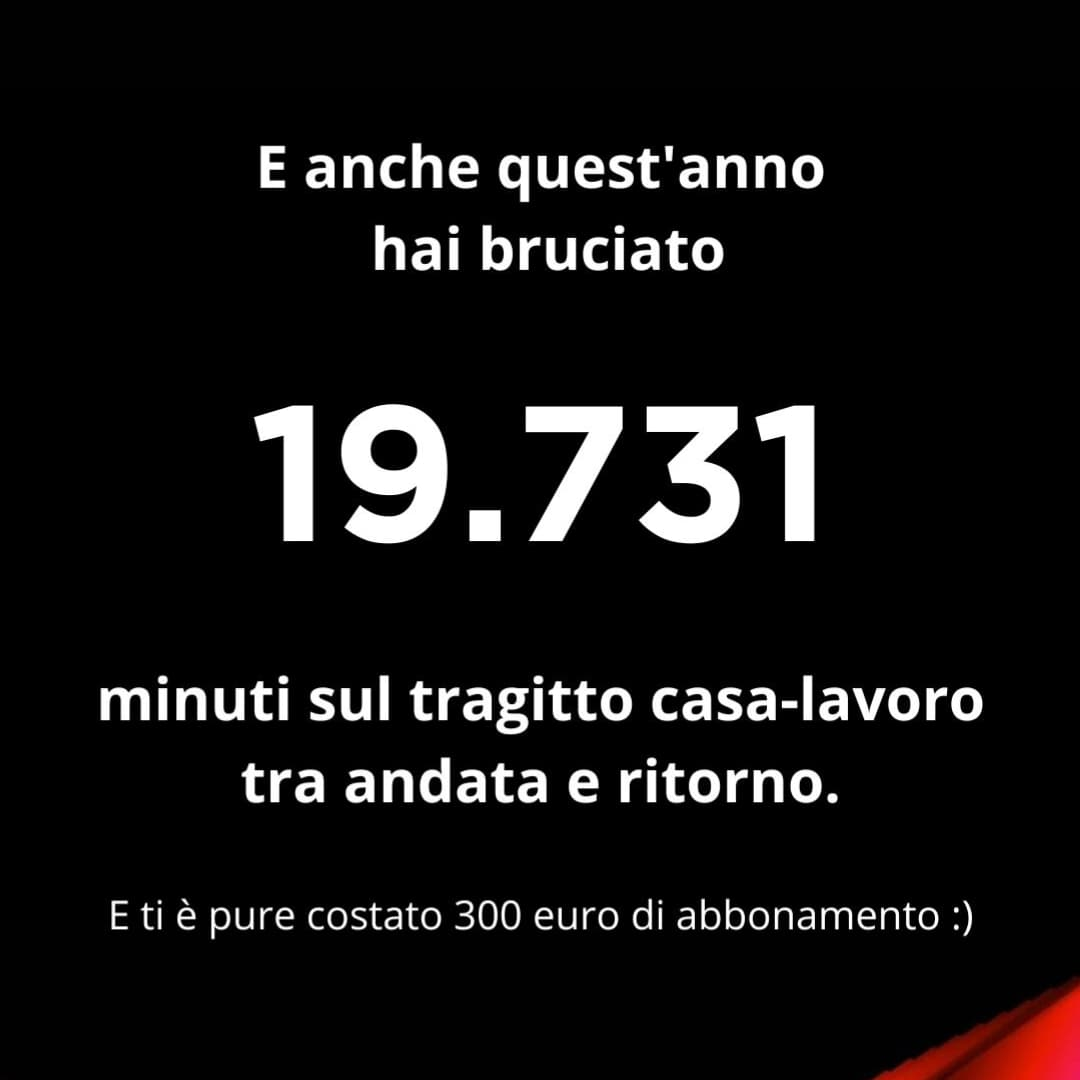 E anche quest'anno
hai bruciato
19.731
minuti sul tragitto casa-lavoro
tra andata e ritorno.
E ti è pure costato 300 euro di abbonamento :)